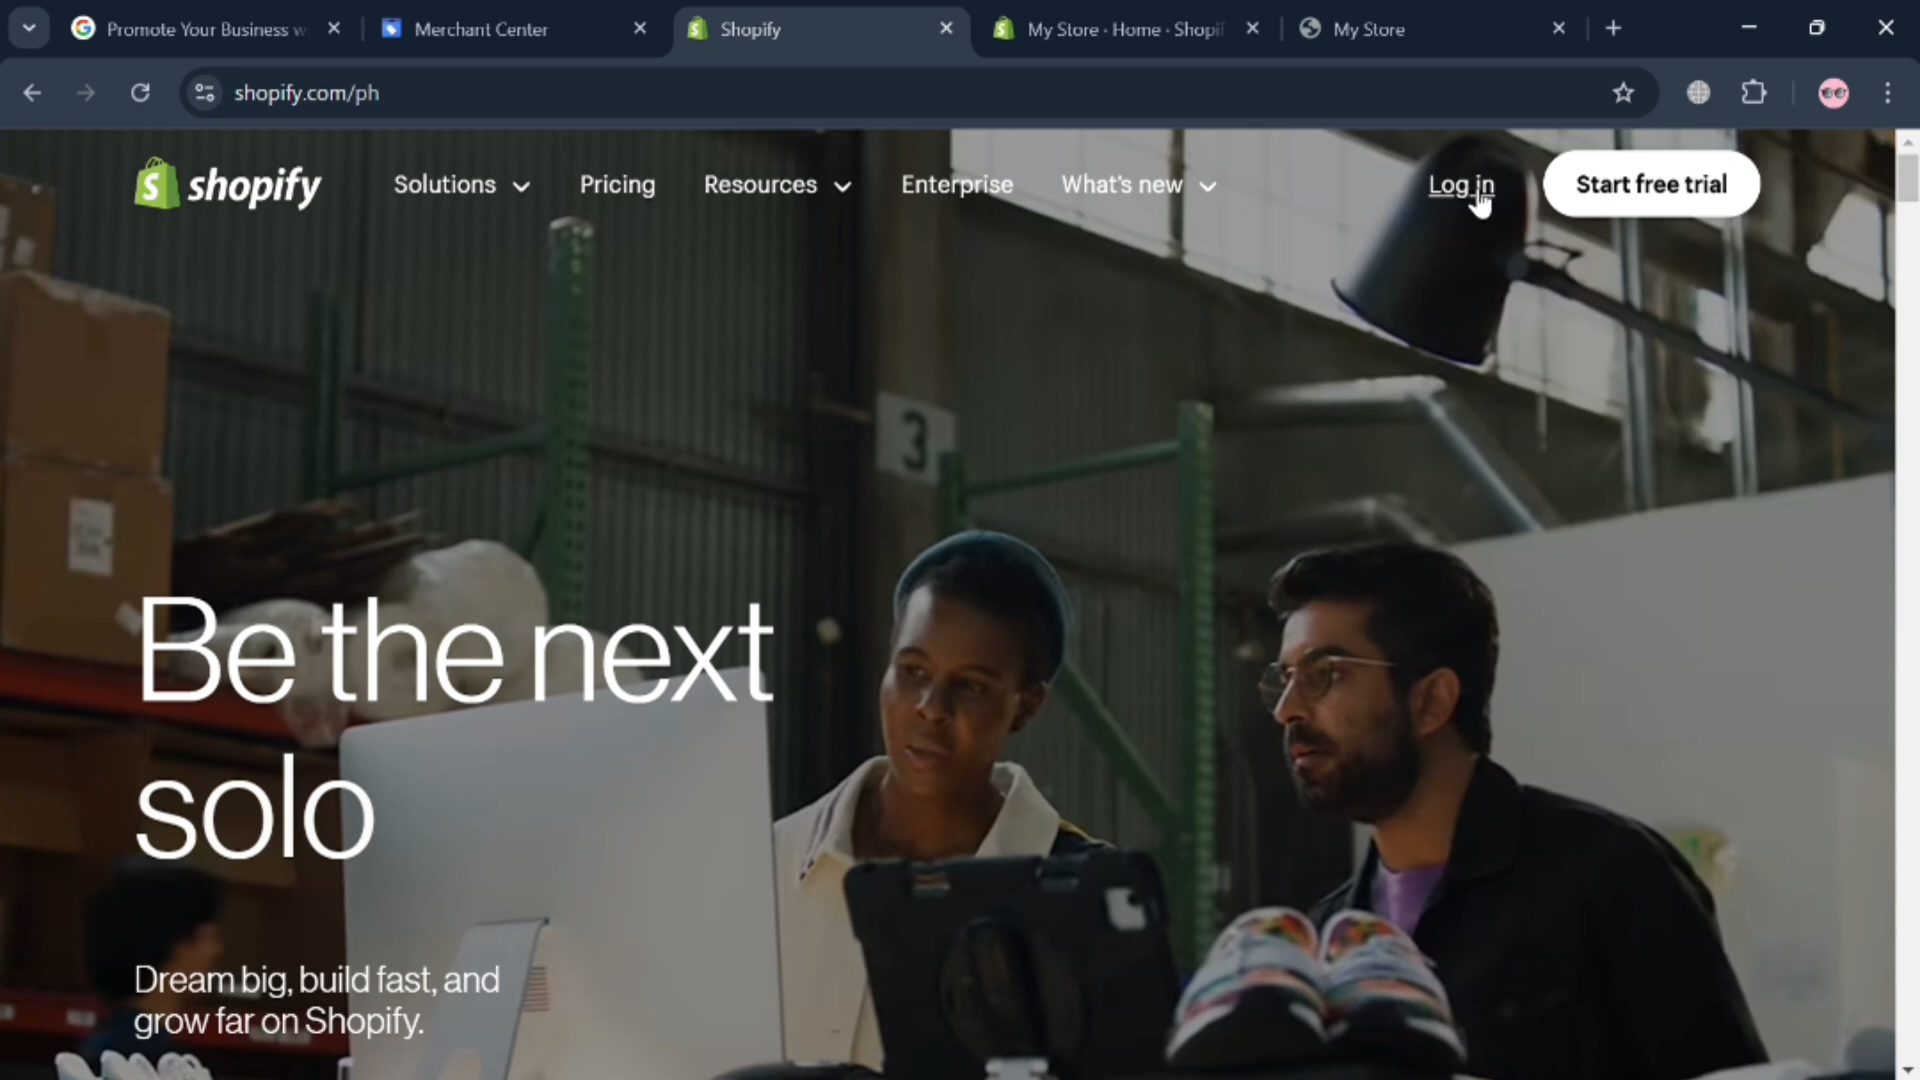 Promote Your Business w
Merchant Center
Shopify
My Store · Home · Shopif
My Store
shopify.com/ph
shopify
Solutions
Pricing
Resources
Enterprise
What's new
Log in
Start free trial
3
Be the next
solo
Dream big, build fast, and
grow far on Shopify.